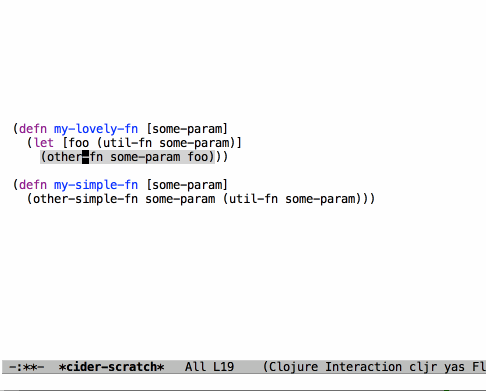 (defn my-lovely-fn [some-param]
  (let [foo (util-fn some-param)]
    (other-fn some-param foo)))
(defn my-simple-fn [some-param]
  (other-simple-fn some-param (util-fn some-param)))
-:**-  *cider-scratch*   All L19    (Clojure Interaction cljr yas Fl